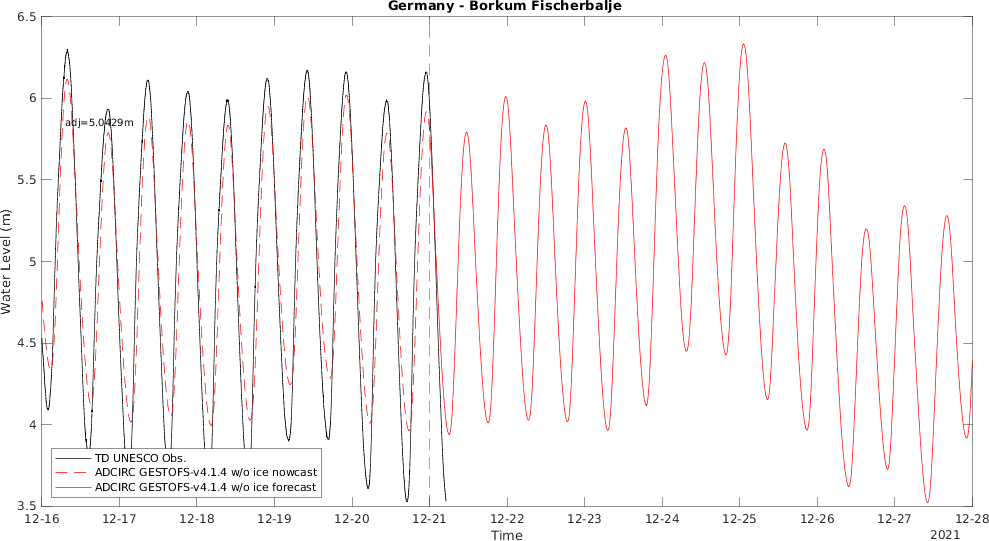 Germany - Borkum Fischerbalje
6.5
6
5.5
5
4.5
4
3.5
Water Level (m)
adj=5.0429m
TD UNESCO Obs.
ADCIRC GESTOFS-v4.1.4 w/o ice nowcast
ADCIRC GESTOFS-v4.1.4 w/o ice forecast
12-16 12-17 12-18 12-19 12-20 12-21 12-22 12-23 12-24 12-25 12-26 12-27 12-28
Time
2021